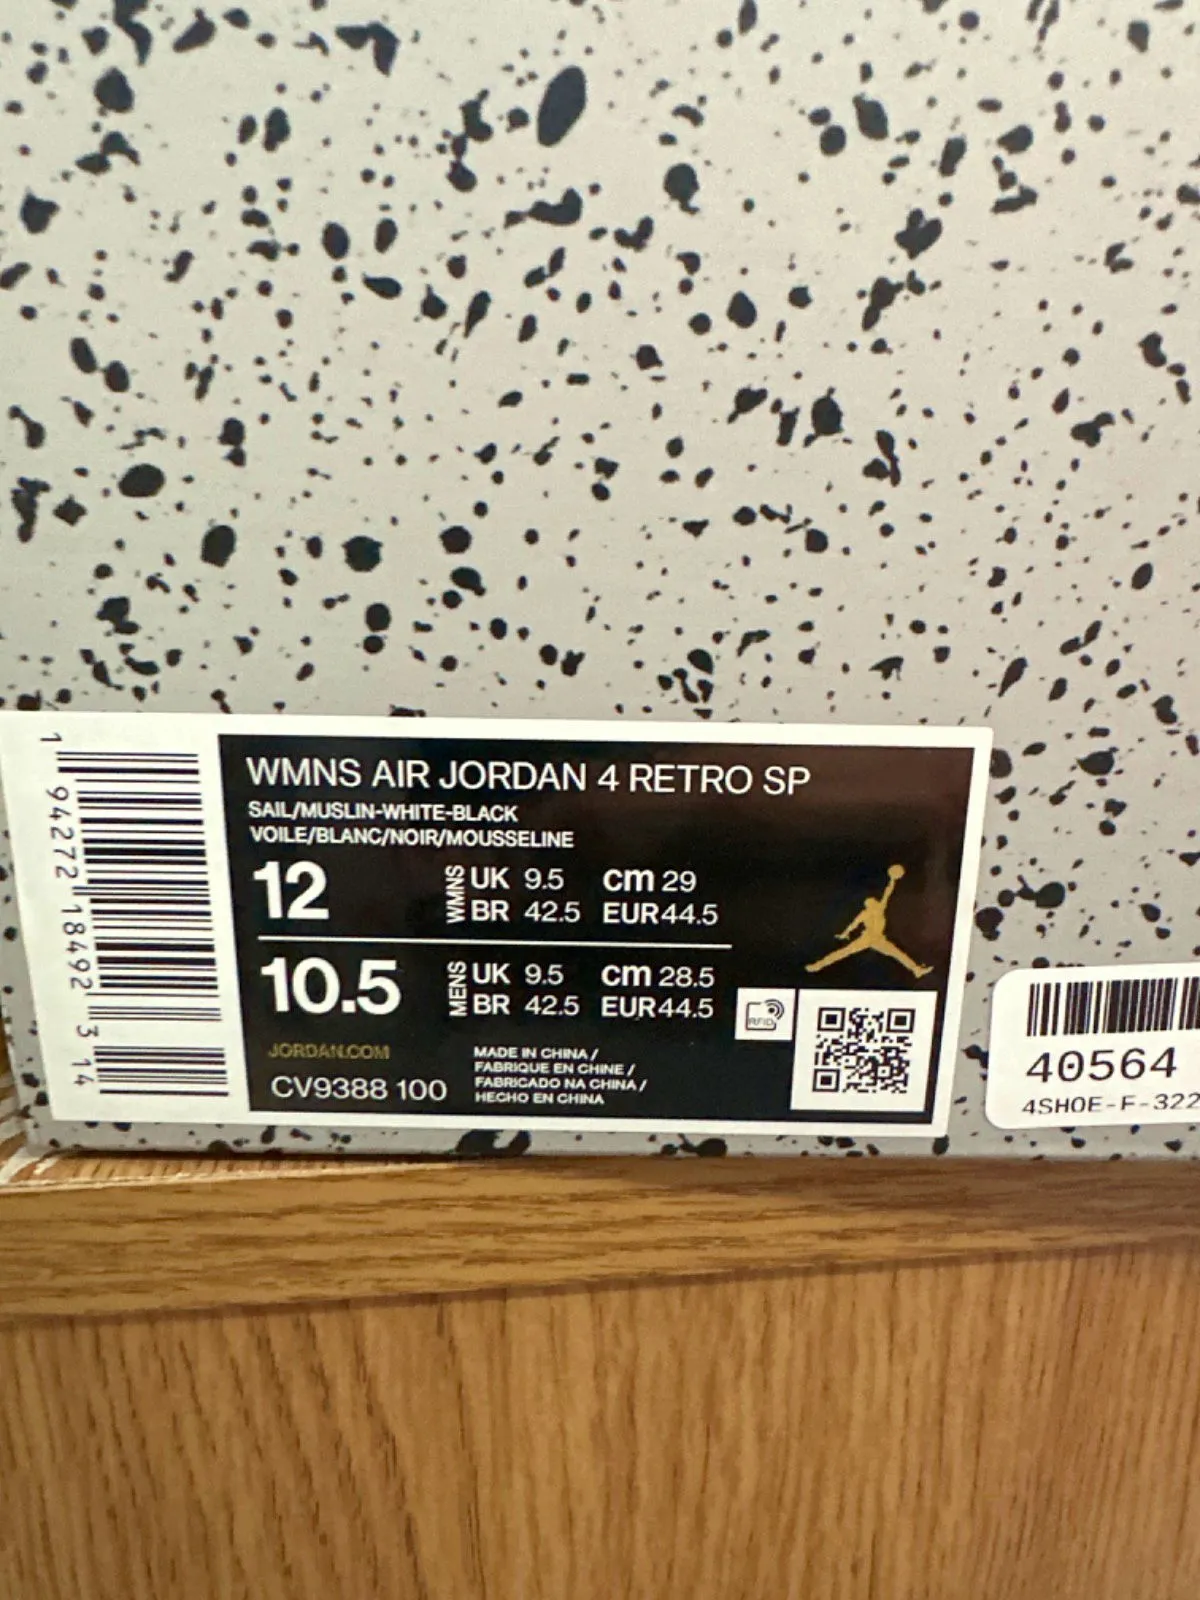 1 94272 18492 3 14
WMNS AIR JORDAN 4 RETRO SP
SAIL/MUSLIN-WHITE-BLACK
VOILE/BLANC/NOIR/MOUSSELINE
12 WMNS UK 9.5 CM 29
BR 42.5 EUR 44.5
10.5 MENS UK 9.5 CM 28.5
BR 42.5 EUR 44.5
JORDAN.COM
CV9388 100
MADE IN CHINA /
FABRIQUE EN CHINE /
FABRICADO NA CHINA /
HECHO EN CHINA
RFID
40564
4SHOE-F-322